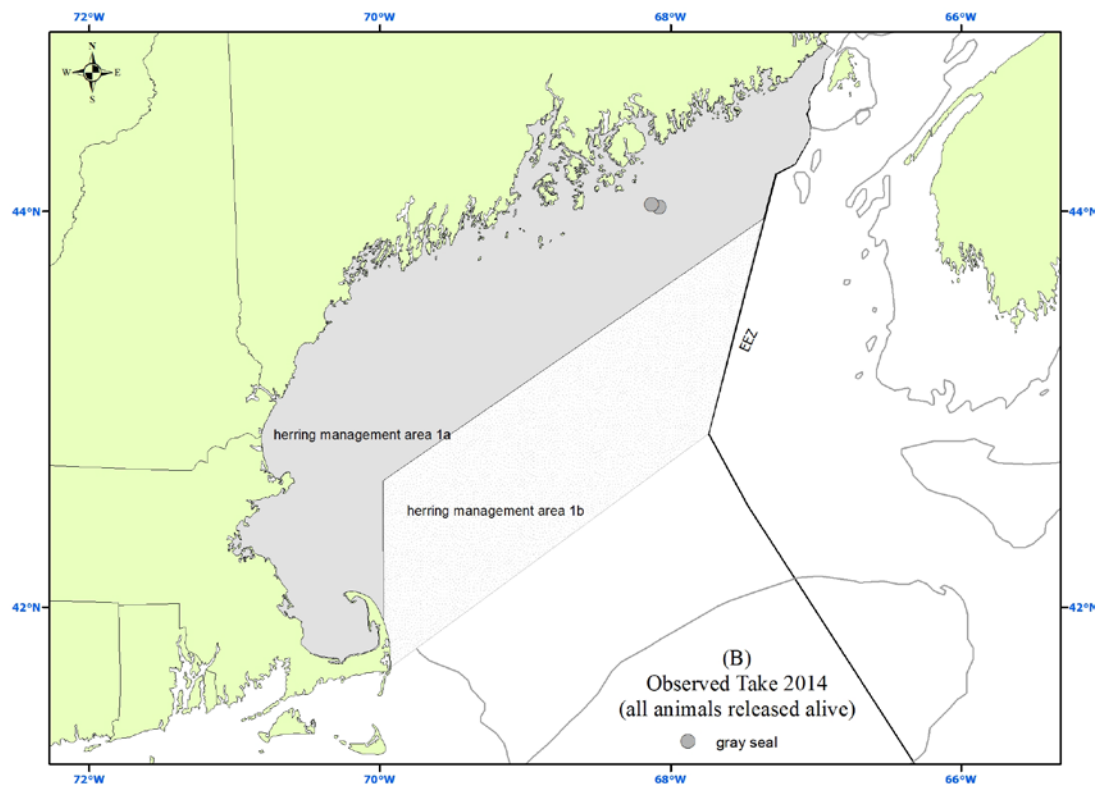 72°W 70°W 68°W 66°W
N
W E
S
44°N 44°N
EEZ
herring management area 1a
herring management area 1b
42°N 42°N
(B)
Observed Take 2014
(all animals released alive)
gray seal
72°W 70°W 68°W 66°W